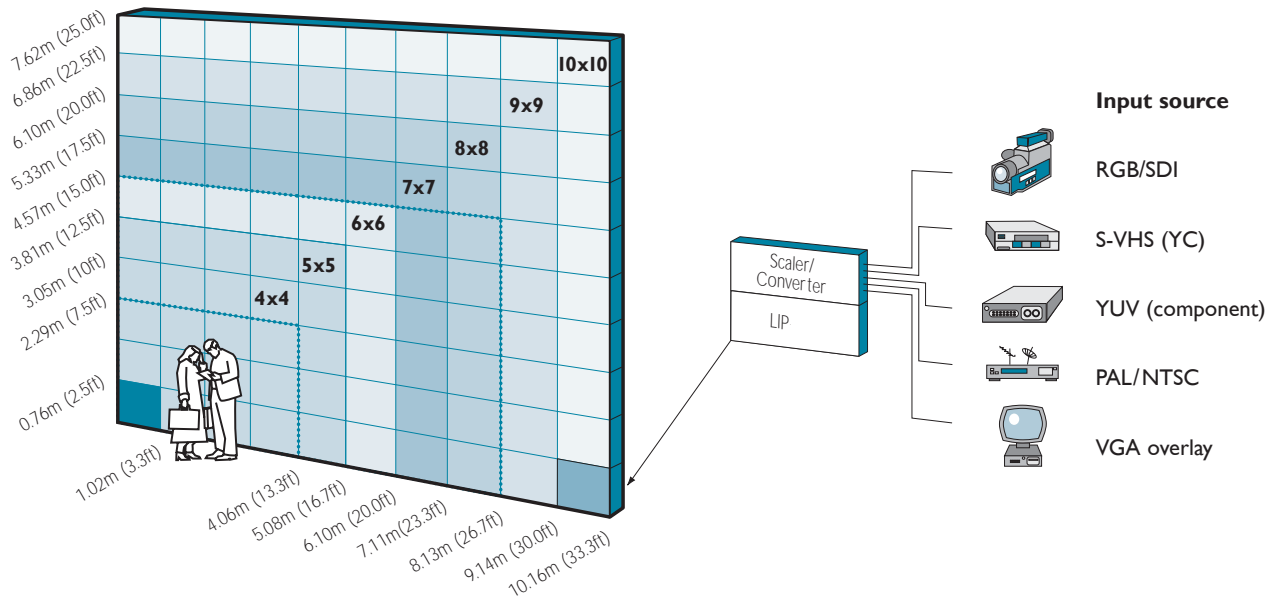 7.62m (25.0ft)
6.86m (22.5ft)
6.10m (20.0ft)
5.33m (17.5ft)
4.57m (15.0ft)
3.81m (12.5ft)
3.05m (10ft)
2.29m (7.5ft)
0.76m (2.5ft)
10x10
9x9
8x8
7x7
6x6
5x5
4x4
1.02m (3.3ft)
4.06m (13.3ft)
5.08m (16.7ft)
6.10m (20.0ft)
7.11m(23.3ft)
8.13m (26.7ft)
9.14m (30.0ft)
10.16m (33.3ft)
Scaler/
Converter
LIP
Input source
RGB/SDI
S-VHS (YC)
YUV (component)
PAL/NTSC
VGA overlay